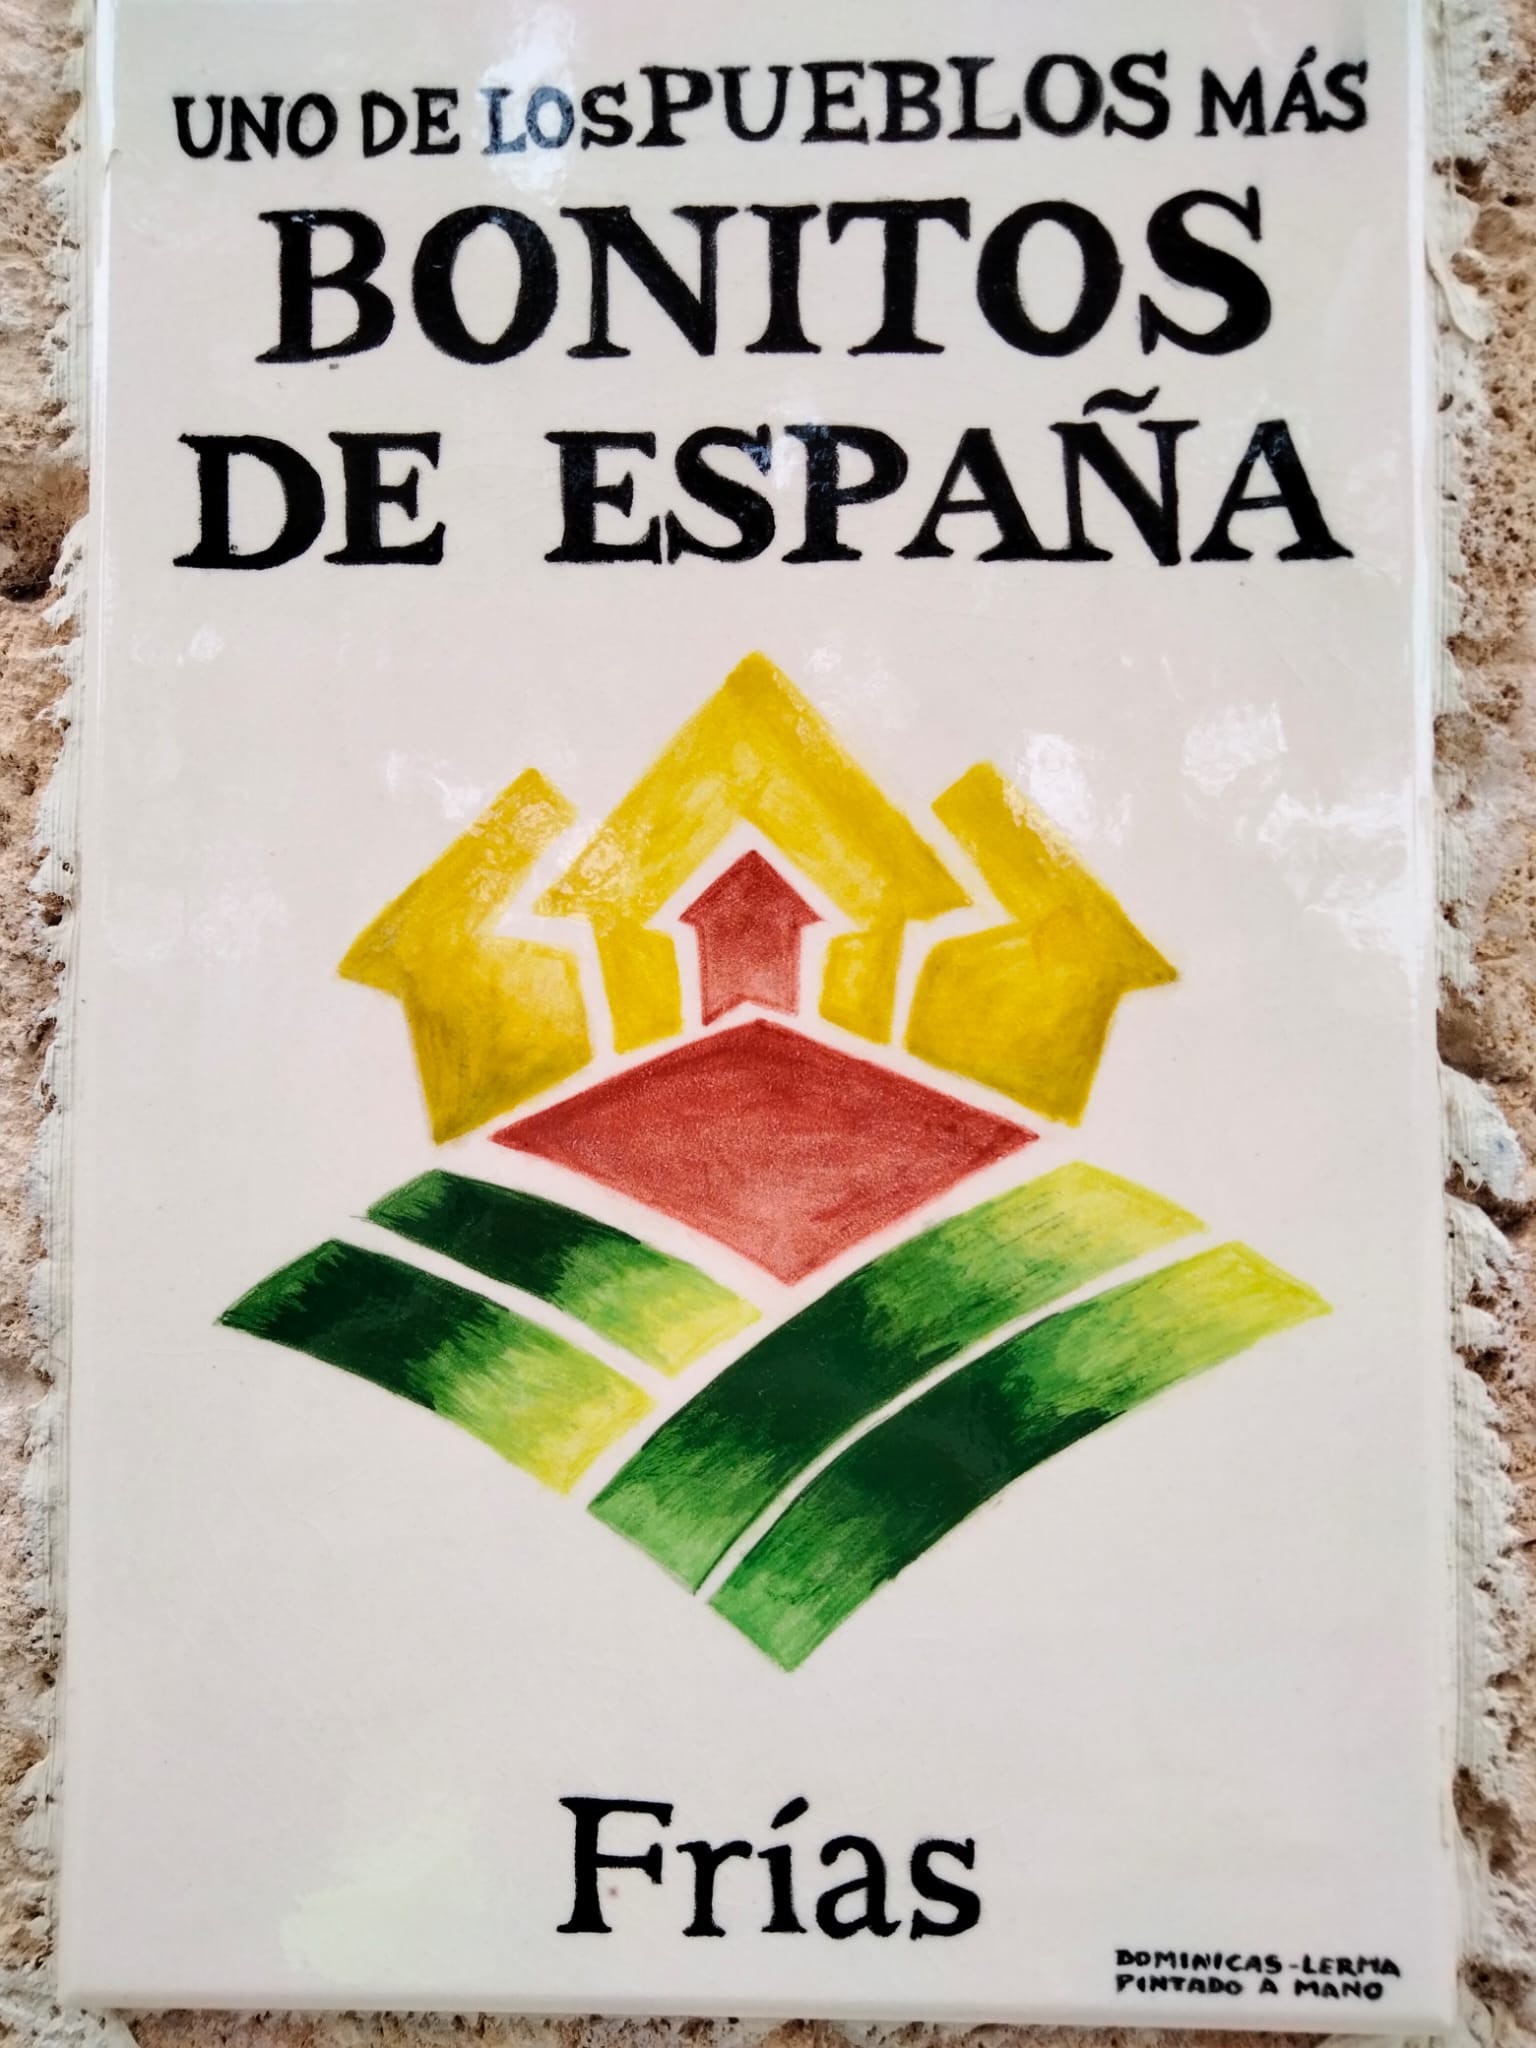 UNO DE LOS PUEBLOS MÁS
BONITOS
DE ESPAÑA
Frías
DOMINICAS-LERMA
PINTADO A MANO